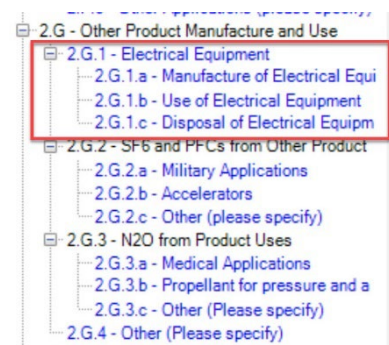 2.G - Other Product Manufacture and Use
2.G.1 - Electrical Equipment
2.G.1.a - Manufacture of Electrical Equi
2.G.1.b - Use of Electrical Equipment
2.G.1.c - Disposal of Electrical Equipm
2.G.2 - SF6 and PFCs from Other Product
2.G.2.a - Military Applications
2.G.2.b - Accelerators
2.G.2.c - Other (please specify)
2.G.3 - N2O from Product Uses
2.G.3.a - Medical Applications
2.G.3.b - Propellant for pressure and a
2.G.3.c - Other (Please specify)
2.G.4 - Other (Please specify)